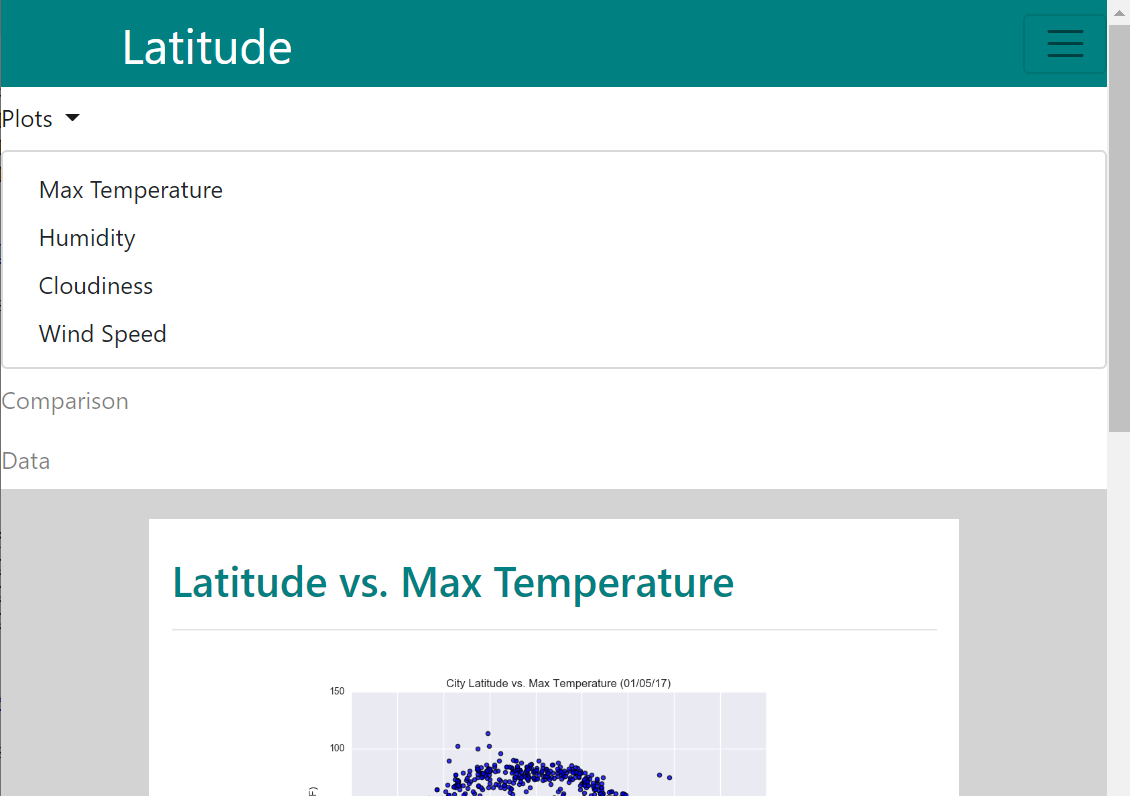 Latitude
Plots
Max Temperature
Humidity
Cloudiness
Wind Speed
Comparison
Data
Latitude vs. Max Temperature
City Latitude vs. Max Temperature (01/05/17)
150
100
F)